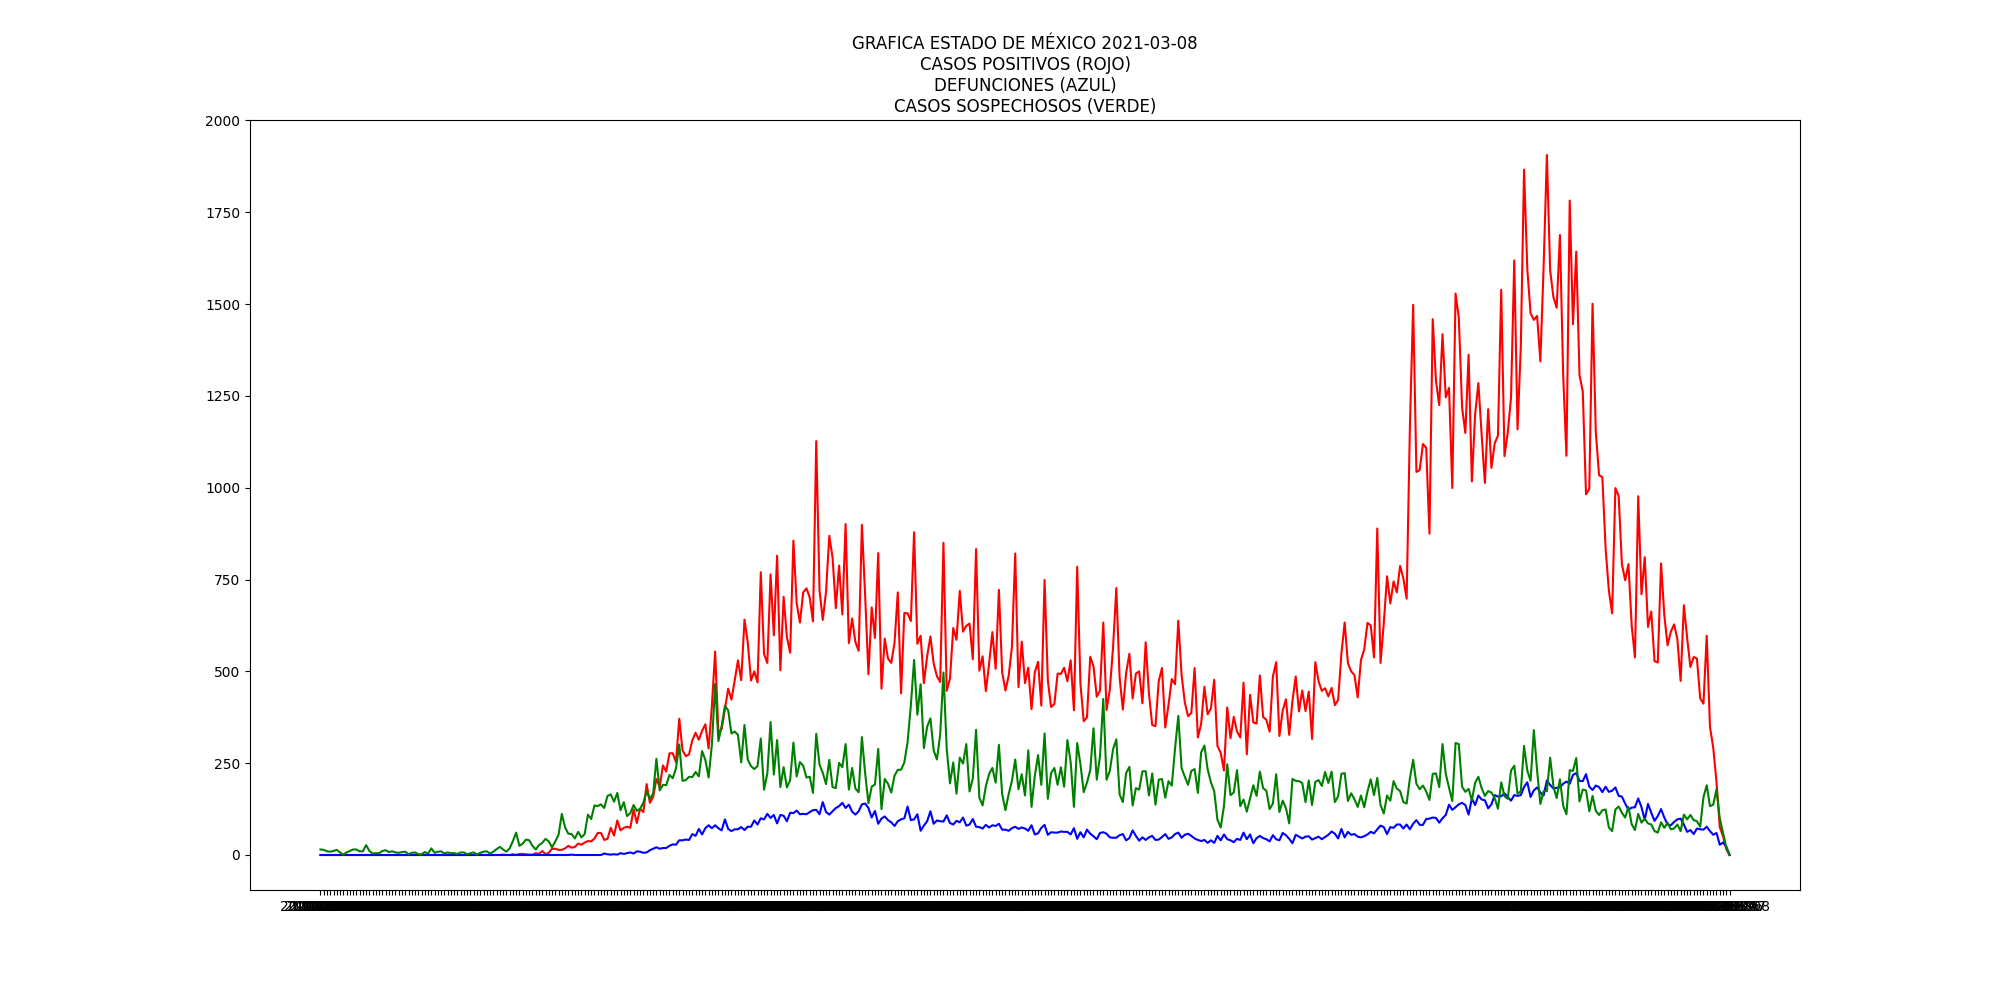 GRAFICA ESTADO DE MÉXICO 2021-03-08
CASOS POSITIVOS (ROJO)
DEFUNCIONES (AZUL)
CASOS SOSPECHOSOS (VERDE)
2000
1750
1500
1250
1000
750
500
250
0